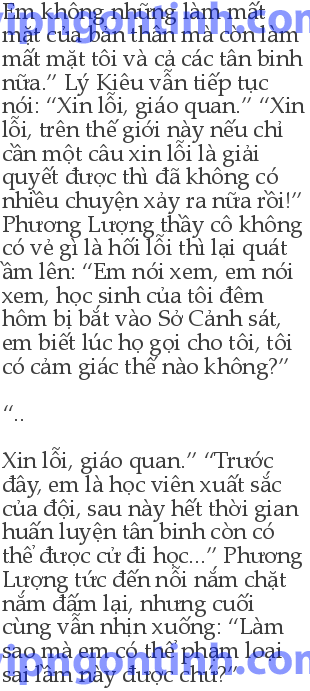 Em không những làm mất
mặt của bản thân mà còn làm
mất mặt tôi và cả các tân binh
nữa.” Lý Kiêu vẫn tiếp tục
nói: “Xin lỗi, giáo quan.” “Xin
lỗi, trên thế giới này nếu chỉ
cần một câu xin lỗi là giải
quyết được thì đã không có
nhiều chuyện xảy ra nữa rồi!”
Phương Lượng thầy cô không
có vẻ gì là hối lỗi thì lại quát
ầm lên: “Em nói xem, em nói
xem, học sinh của tôi đêm
hôm bị bắt vào Sở Cảnh sát,
em biết lúc họ gọi cho tôi, tôi
có cảm giác thế nào không?”
“..
Xin lỗi, giáo quan.” “Trước
đây, em là học viên xuất sắc
của đội, sau này hết thời gian
huấn luyện tân binh còn có
thể được cử đi học...” Phương
Lượng tức đến nỗi nắm chặt
nắm đấm lại, nhưng cuối
cùng vẫn nhịn xuống: “Làm
sao mà em có thể phạm loại
sai lầm này được chứ?”
vipngontinh.com
vipngontinh.com